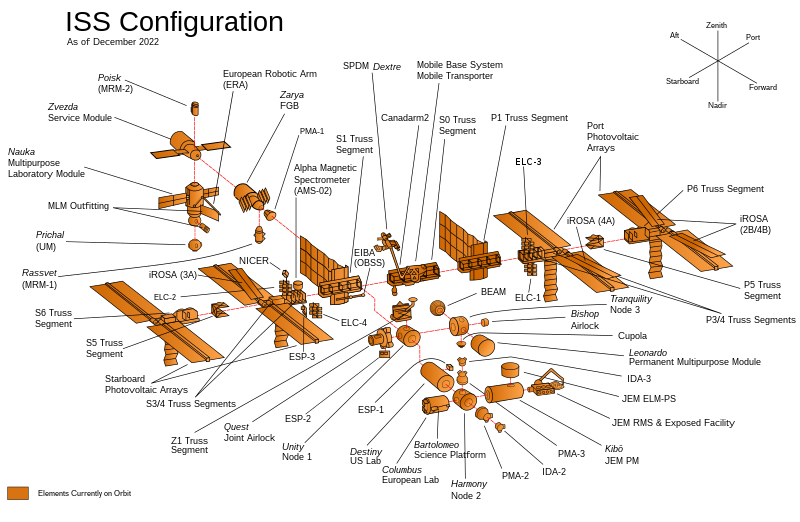 ISS Configuration
As of December 2022
Zenith
Aft
Port
Starboard
Forward
Nadir
Poisk
(MRM-2)
European Robotic Arm
(ERA)
SPDM Dextre
Mobile Base System
Mobile Transporter
Zvezda
Service Module
Zarya
FGB
PMA-1
Canadarm2
S0 Truss
Segment
P1 Truss Segment
Port
Photovoltaic
Arrays
S1 Truss
Segment
Nauka
Multipurpose
Laboratory Module
Alpha Magnetic
Spectrometer
(AMS-02)
ELC-3
P6 Truss Segment
MLM Outfitting
iROSA (4A)
iROSA
(2B/4B)
Prichal
(UM)
EIBA
(OBSS)
NICER
Rassvet
(MRM-1)
iROSA (3A)
ELC-2
BEAM
ELC-1
P5 Truss
Segment
Tranquility
Node 3
S6 Truss
Segment
ELC-4
Bishop
Airlock
P3/4 Truss Segments
Cupola
S5 Truss
Segment
ESP-3
Leonardo
Permanent Multipurpose Module
Starboard
Photovoltaic Arrays
IDA-3
S3/4 Truss Segments
JEM ELM-PS
ESP-2
ESP-1
JEM RMS & Exposed Facility
Quest
Joint Airlock
Z1 Truss
Segment
Unity
Node 1
Destiny
US Lab
Bartolomeo
Science Platform
Kibō
JEM PM
PMA-3
Columbus
European Lab
IDA-2
PMA-2
Harmony
Node 2
Elements Currently on Orbit